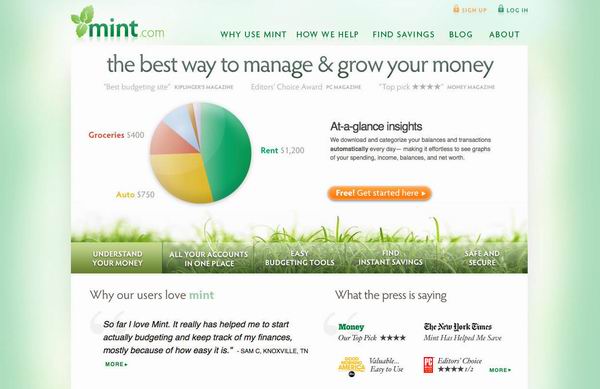 SIGN UP LOG IN
mint.com
WHY USE MINT HOW WE HELP FIND SAVINGS BLOG ABOUT
the best way to manage & grow your money
"Best budgeting site" KIPLINGER'S MAGAZINE Editors' Choice Award PC MAGAZINE "Top pick ★★★★" MONEY MAGAZINE
Groceries $400
Rent $1,200
Auto $750
At-a-glance insights
We download and categorize your balances and transactions
automatically every day— making it effortless to see graphs
of your spending, income, balances, and net worth.
Free! Get started here ▸
UNDERSTAND
YOUR MONEY
ALL YOUR ACCOUNTS
IN ONE PLACE
EASY
BUDGETING TOOLS
FIND
INSTANT SAVINGS
SAFE AND
SECURE
Why our users love mint
“ So far I love Mint. It really has helped me to start
actually budgeting and keep track of my finances,
mostly because of how easy it is.” - SAM C, KNOXVILLE, TN
MORE ▸
What the press is saying
“ Money
Our Top Pick ★★★★
The New York Times
Mint Has Helped Me Save
GOOD
MORNING
AMERICA
abc
Valuable...
Easy to Use
PC
Editors' Choice
★★★★1/2
MORE ▸